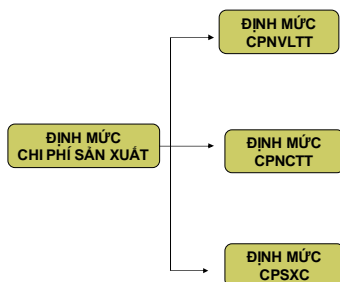 ĐỊNH MỨC
CPNVLTT
ĐỊNH MỨC
CHI PHÍ SẢN XUẤT
ĐỊNH MỨC
CPNCTT
ĐỊNH MỨC
CPSXC